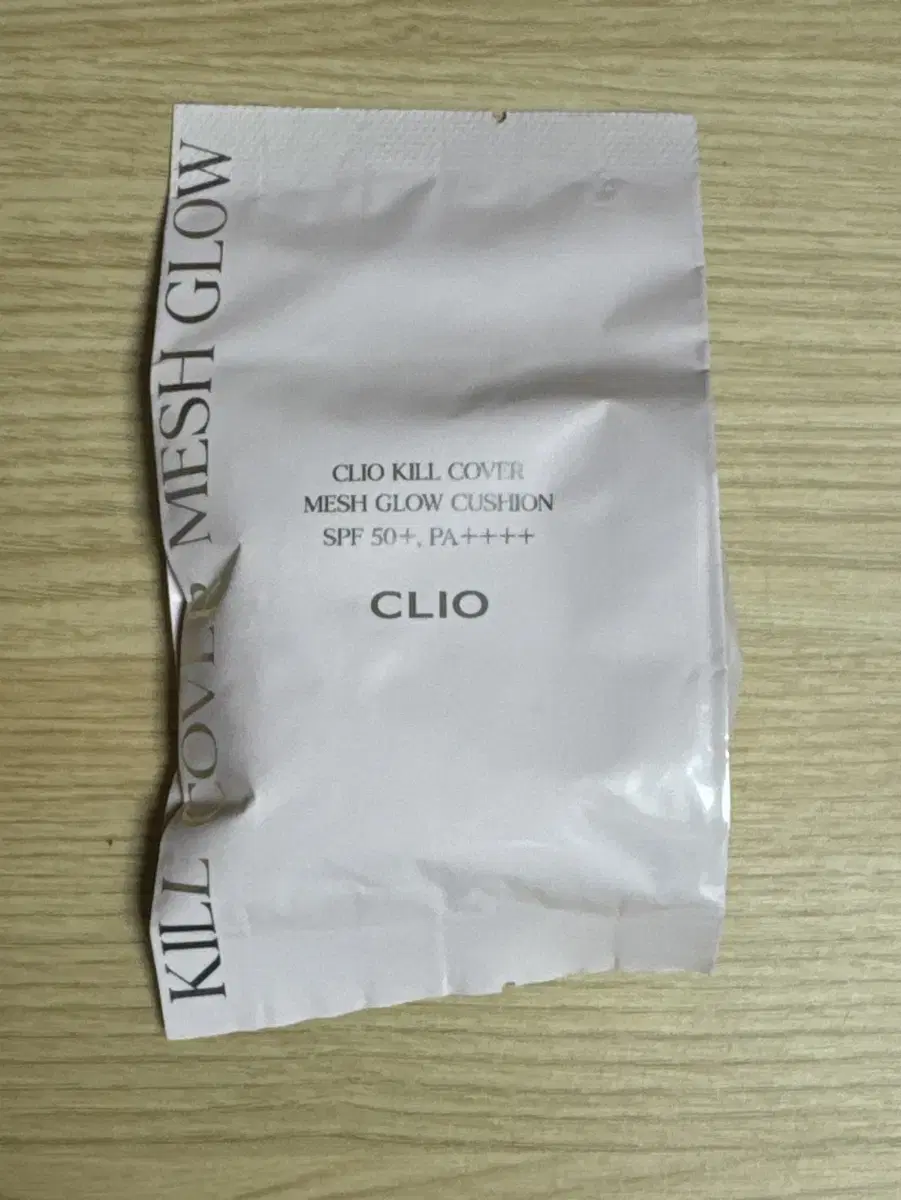 KILL COVER MESH GLOW
CLIO KILL COVER
MESH GLOW CUSHION
SPF 50+, PA++++
CLIO